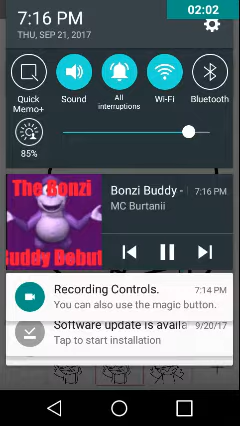 02:02
7:16 PM
THU, SEP 21, 2017
Quick
Memo+
Sound
All
interruptions
Wi-Fi
Bluetooth
85%
The Bonzi
Buddy Debut
Bonzi Buddy -
7:16 PM
MC Burtanii
Recording Controls.
7:14 PM
You can also use the magic button.
Software update is availa
9/20/17
Tap to start installation